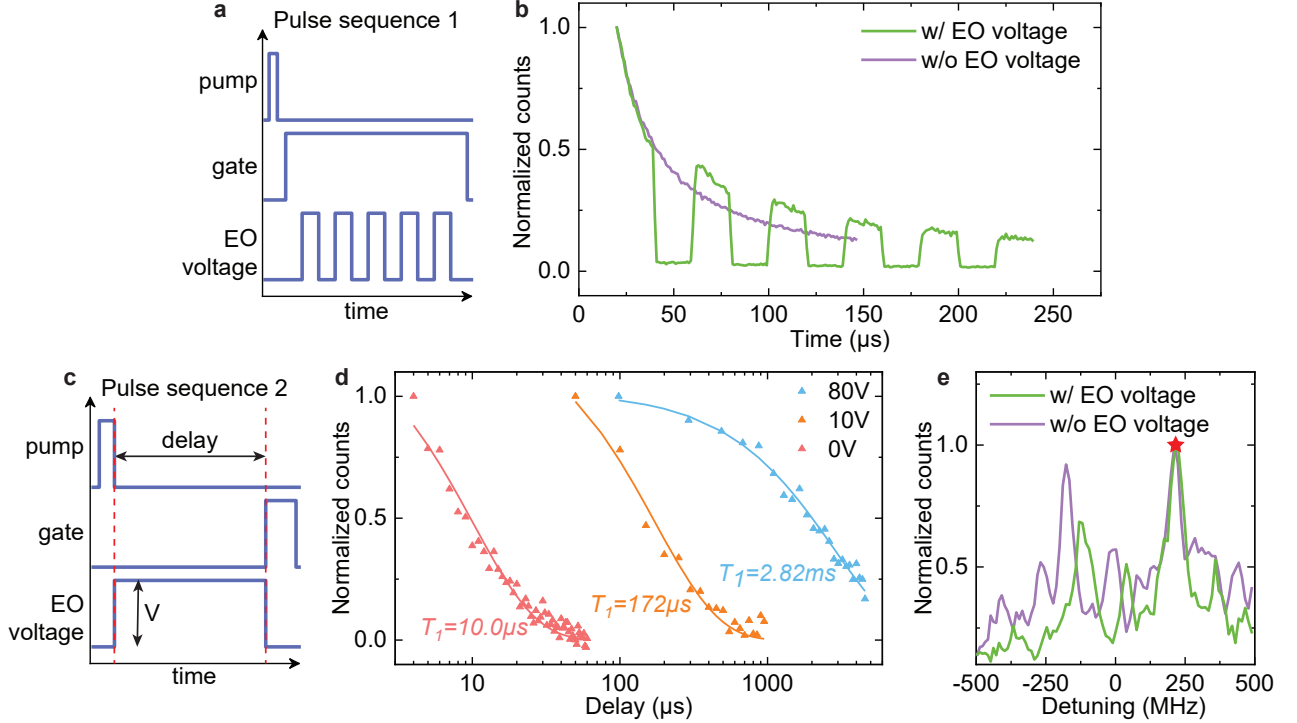 a
Pulse sequence 1
pump
gate
EO
voltage
time
b
w/ EO voltage
w/o EO voltage
Normalized counts
1.0
0.5
0.0
0
50
100
150
200
250
Time (µs)
c
Pulse sequence 2
pump
delay
gate
EO
voltage
V
time
d
80V
10V
0V
Normalized counts
1.0
0.5
0.0
T1=10.0µs
T1=172µs
T1=2.82ms
10
100
1000
Delay (µs)
e
w/ EO voltage
w/o EO voltage
Normalized counts
1.0
0.5
-500
-250
0
250
500
Detuning (MHz)